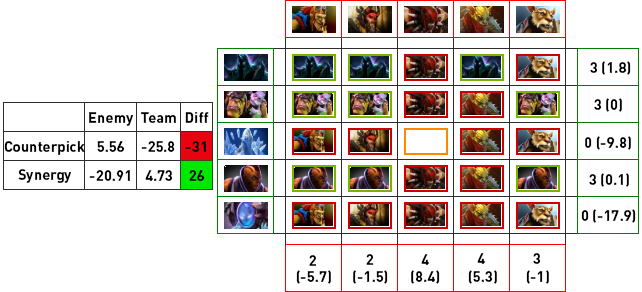 3 (1.8)
Enemy Team Diff
3 (0)
Counterpick 5.56 -25.8 -31
0 (-9.8)
Synergy -20.91 4.73 26
3 (0.1)
0 (-17.9)
2 2 4 4 3
(-5.7) (-1.5) (8.4) (5.3) (-1)